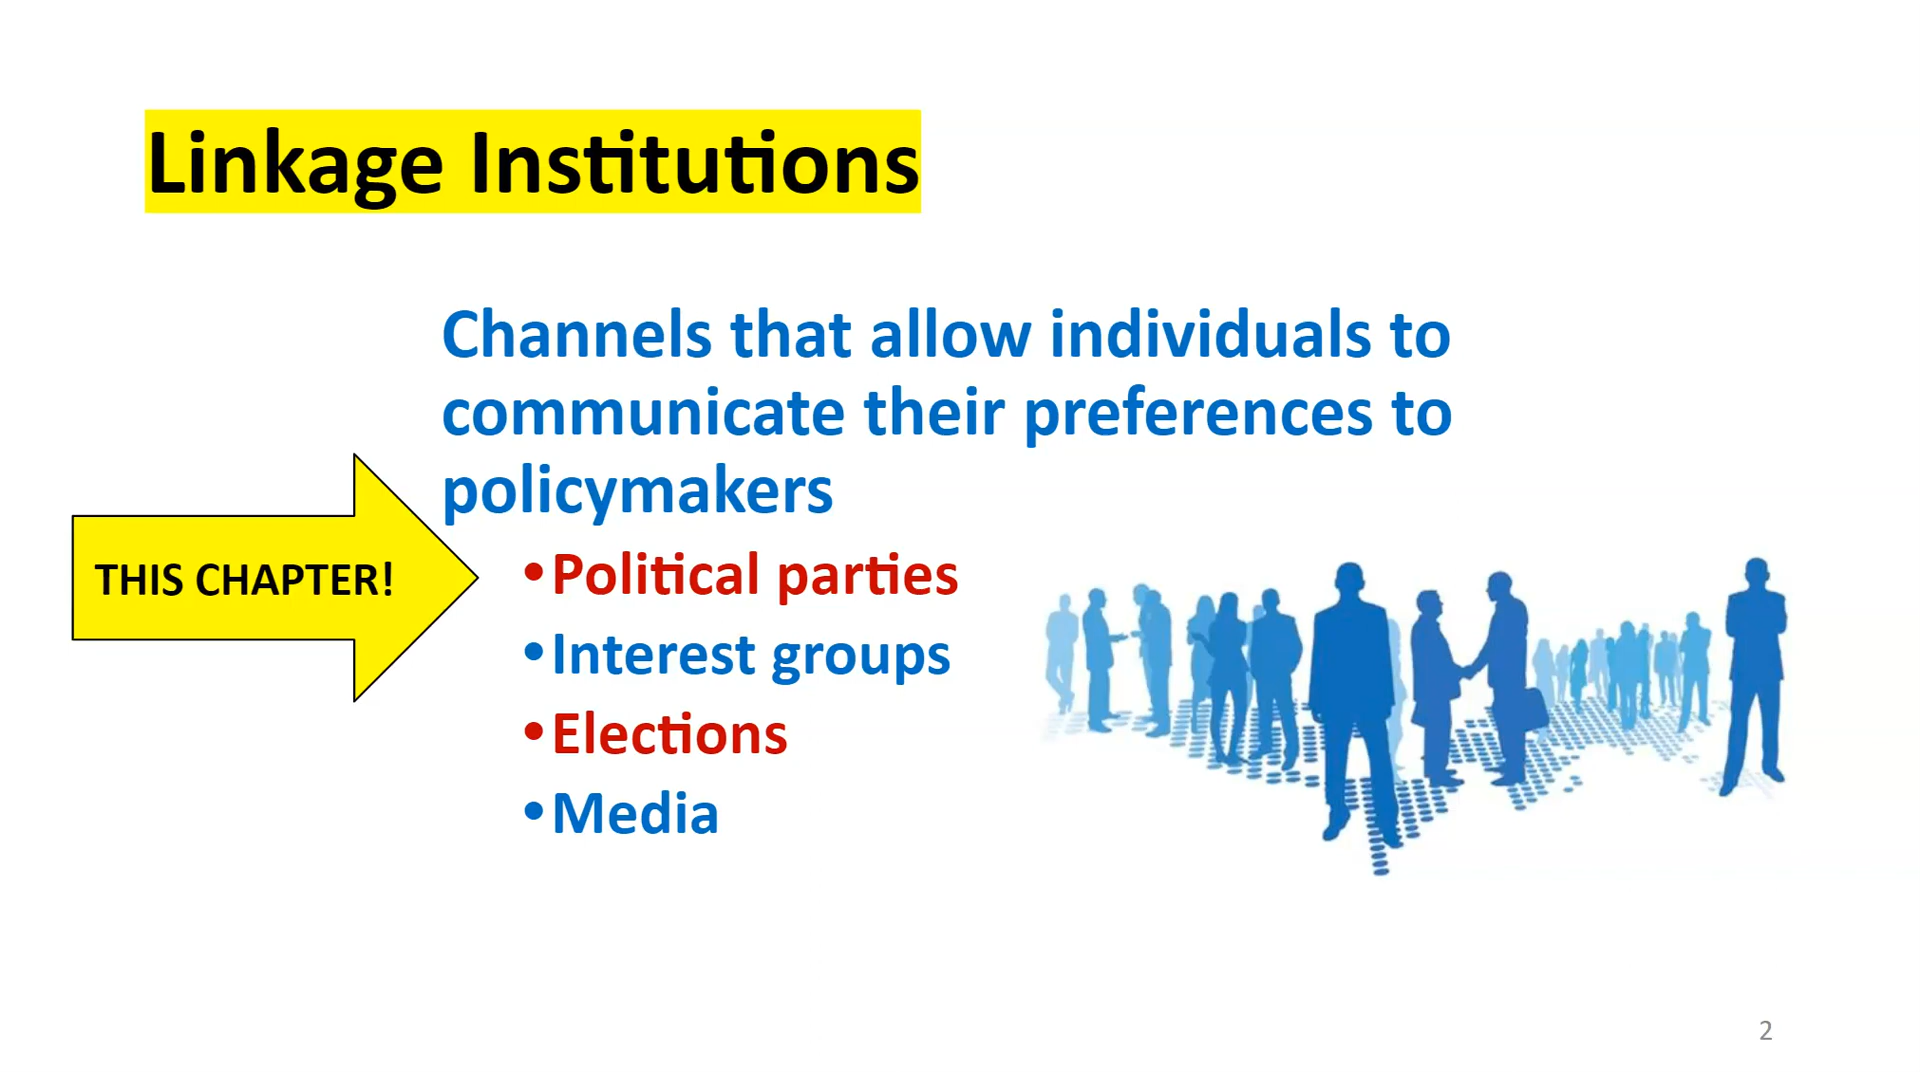 Linkage Institutions
Channels that allow individuals to
communicate their preferences to
policymakers
THIS CHAPTER!
•Political parties
•Interest groups
•Elections
•Media
2